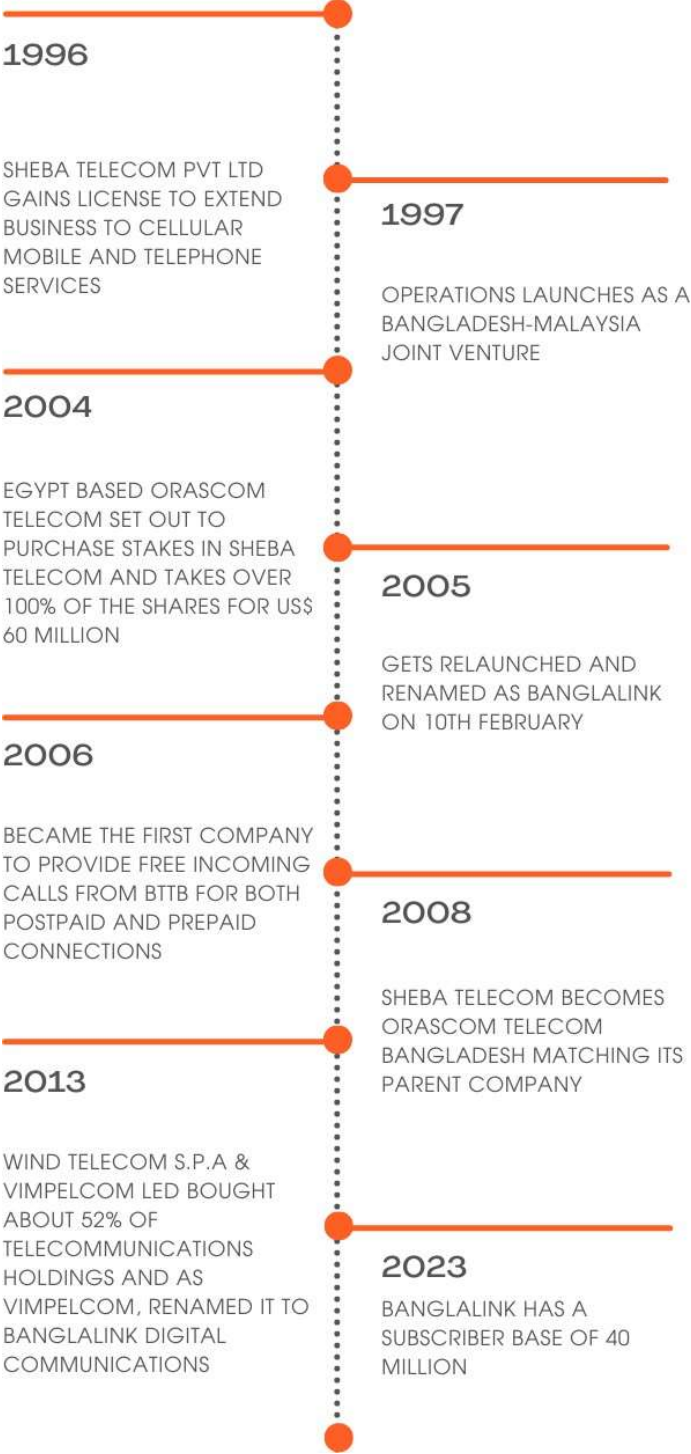 1996
SHEBA TELECOM PVT LTD
GAINS LICENSE TO EXTEND
BUSINESS TO CELLULAR
MOBILE AND TELEPHONE
SERVICES
1997
OPERATIONS LAUNCHES AS A
BANGLADESH-MALAYSIA
JOINT VENTURE
2004
EGYPT BASED ORASCOM
TELECOM SET OUT TO
PURCHASE STAKES IN SHEBA
TELECOM AND TAKES OVER
100% OF THE SHARES FOR US$
60 MILLION
2005
GETS RELAUNCHED AND
RENAMED AS BANGLALINK
ON 10TH FEBRUARY
2006
BECAME THE FIRST COMPANY
TO PROVIDE FREE INCOMING
CALLS FROM BTTB FOR BOTH
POSTPAID AND PREPAID
CONNECTIONS
2008
SHEBA TELECOM BECOMES
ORASCOM TELECOM
BANGLADESH MATCHING ITS
PARENT COMPANY
2013
WIND TELECOM S.P.A &
VIMPELCOM LED BOUGHT
ABOUT 52% OF
TELECOMMUNICATIONS
HOLDINGS AND AS
VIMPELCOM, RENAMED IT TO
BANGLALINK DIGITAL
COMMUNICATIONS
2023
BANGLALINK HAS A
SUBSCRIBER BASE OF 40
MILLION